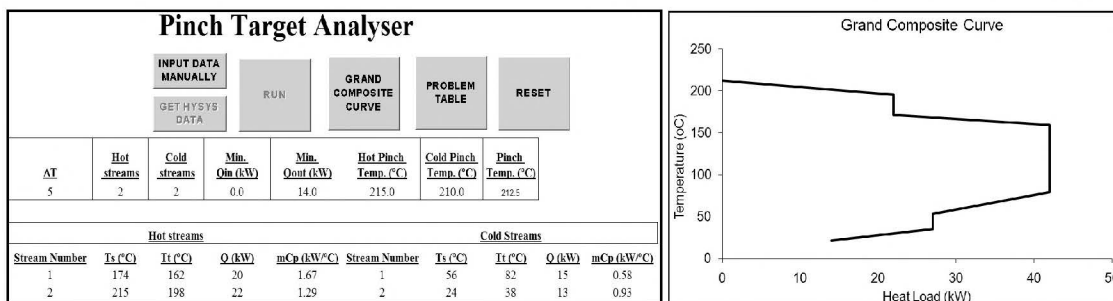 Pinch Target Analyser
INPUT DATA MANUALLY
GET HYSYS DATA
RUN
GRAND COMPOSITE CURVE
PROBLEM TABLE
RESET
ΔT Hot streams Cold streams Min. Qin (kW) Min. Qout (kW) Hot Pinch Temp. (°C) Cold Pinch Temp. (°C) Pinch Temp. (°C)
5 2 2 0.0 14.0 215.0 210.0 212.5
Hot streams Cold Streams
Stream Number Ts (°C) Tt (°C) Q (kW) mCp (kW/°C) Stream Number Ts (°C) Tt (°C) Q (kW) mCp (kW/°C)
1 174 162 20 1.67 1 56 82 15 0.58
2 215 198 22 1.29 2 24 38 13 0.93
Grand Composite Curve
Temperature (oC)
250
200
150
100
50
0
0 10 20 30 40 50
Heat Load (kW)